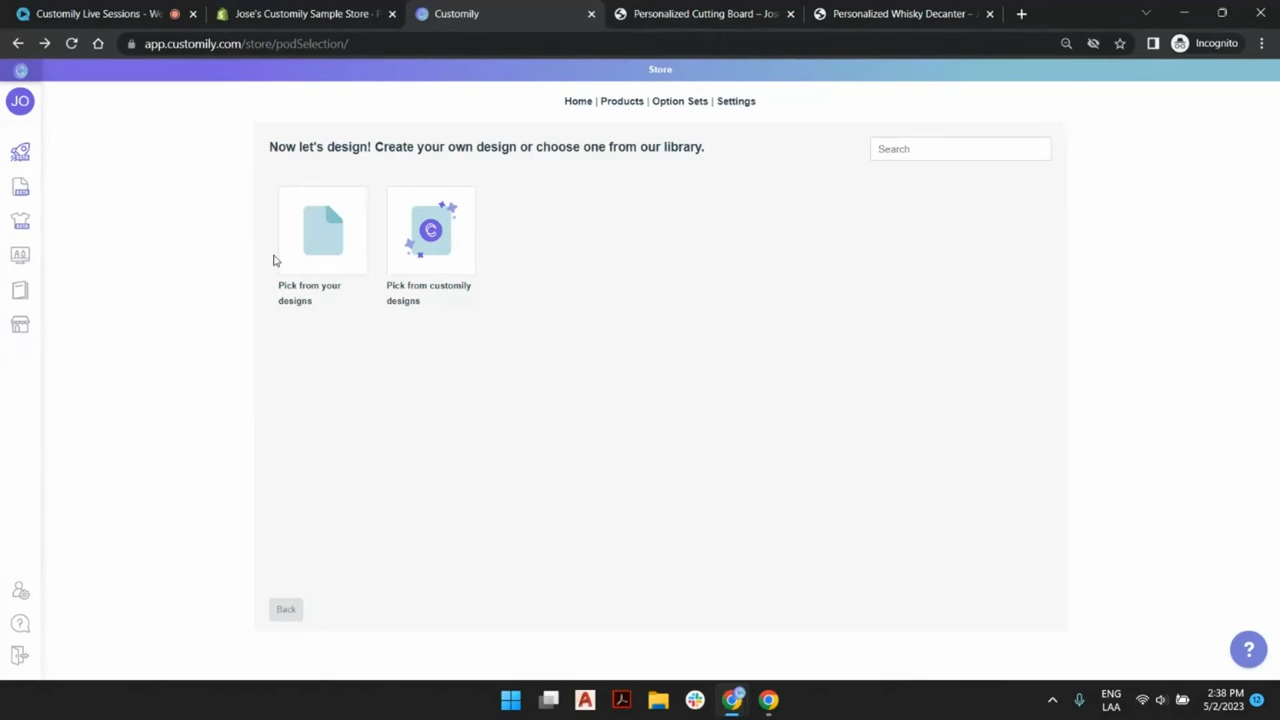 Customily Live Sessions - We
Jose's Customily Sample Store - F
Customily
Personalized Cutting Board – Jos
Personalized Whisky Decanter –
app.customily.com/store/podSelection/
Incognito
Store
JO
Home | Products | Option Sets | Settings
Now let's design! Create your own design or choose one from our library.
Search
Pick from your
designs
Pick from customily
designs
Back
?
ENG
LAA
2:38 PM
5/2/2023
12